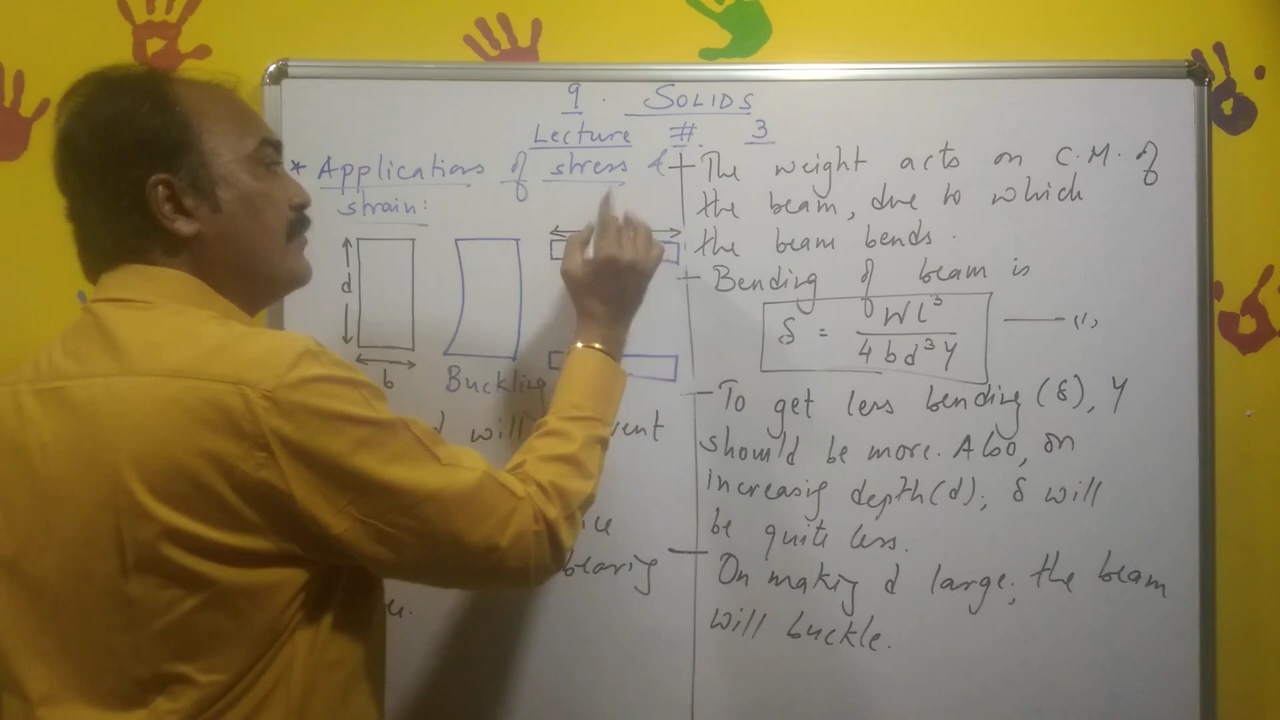 9. SOLIDS
Lecture # 3
* Applications of stress &
strain:
d
b
Buckling
will
bearing
- The weight acts on C.M. of
the beam, due to which
the beam bends.
- Bending of beam is
δ = Wl³ / 4bd³Y — (1)
- To get less bending (δ), Y
should be more. Also, on
increasing depth (d), δ will
be quite less.
- On making d large, the beam
will buckle.